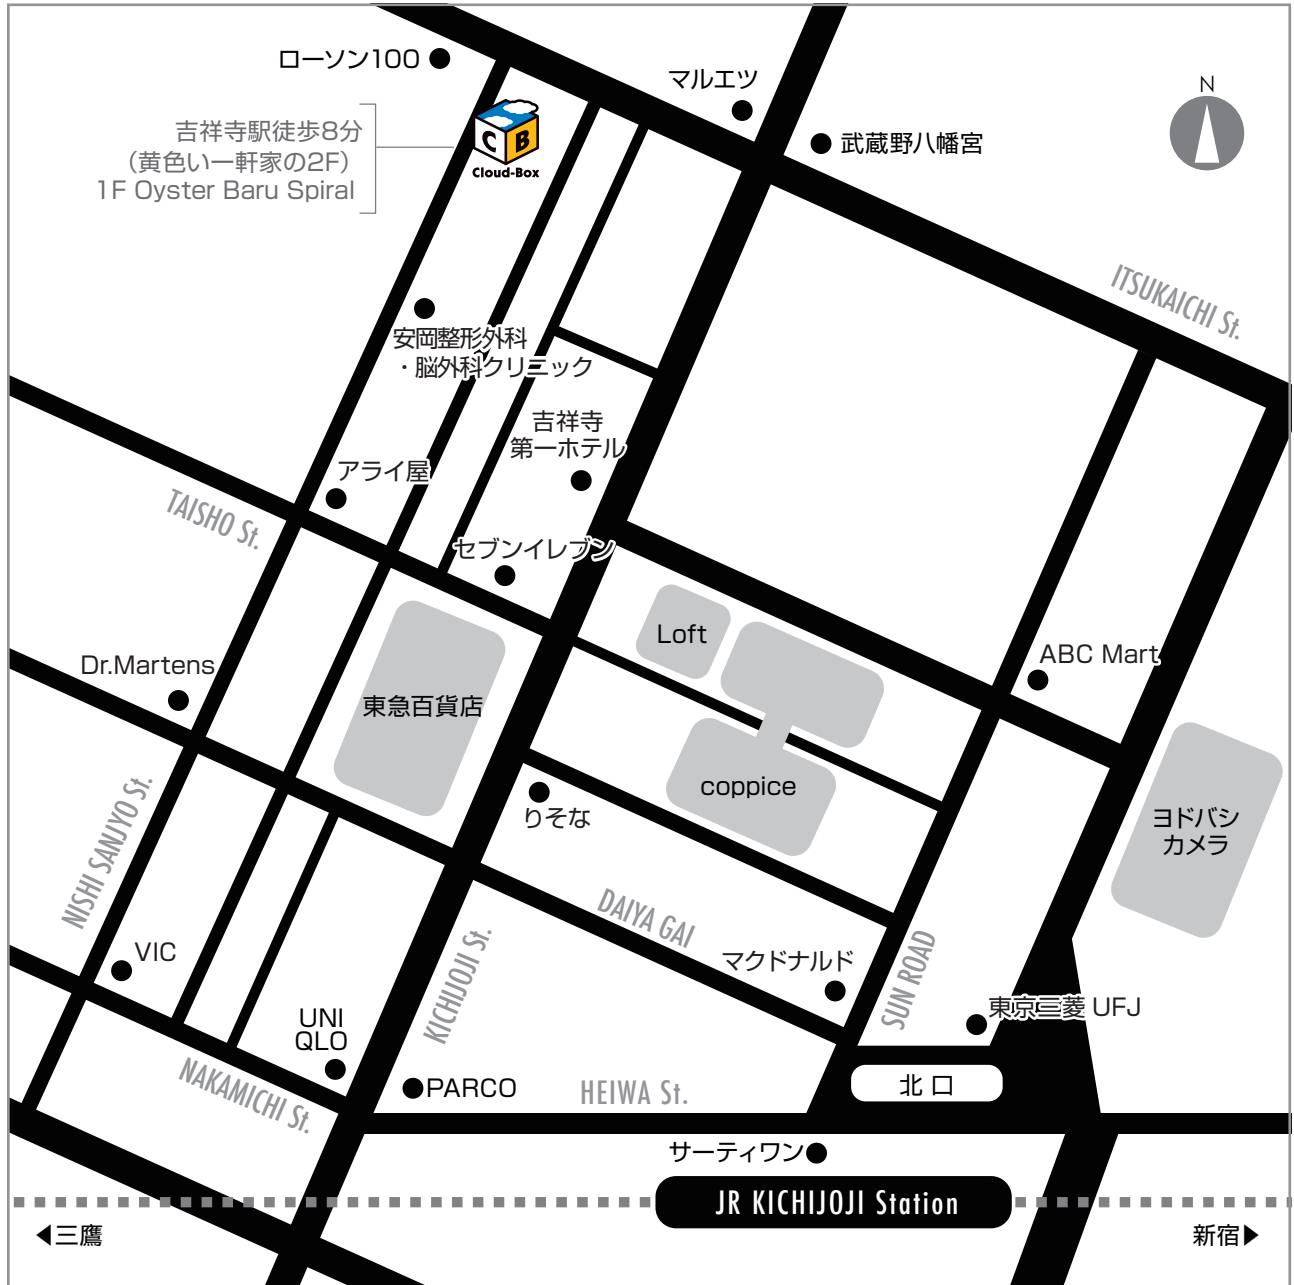 ローソン100
マルエツ
N
吉祥寺駅徒歩8分
（黄色い一軒家の2F）
1F Oyster Baru Spiral
C B
Cloud-Box
武蔵野八幡宮
ITSUKAICHI St.
安岡整形外科
・脳外科クリニック
吉祥寺
第一ホテル
アライ屋
TAISHO St.
セブンイレブン
Loft
ABC Mart
Dr.Martens
東急百貨店
coppice
りそな
ヨドバシ
カメラ
NISHI SANJYO St.
DAIYA GAI
KICHIJOJI St.
SUN ROAD
VIC
マクドナルド
東京三菱 UFJ
UNI
QLO
NAKAMICHI St.
PARCO
HEIWA St.
北口
サーティワン
JR KICHIJOJI Station
◀三鷹
新宿▶